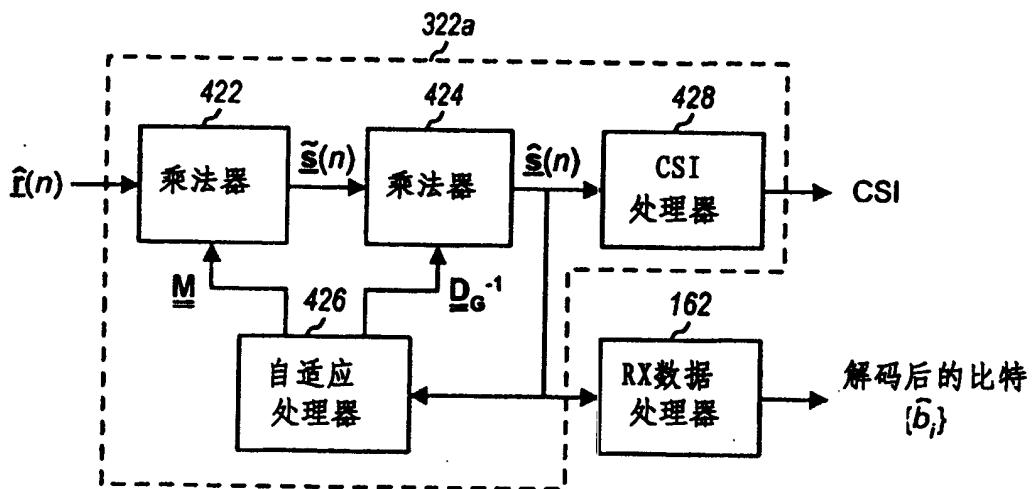 322a
422
424
428
r̂(n)
乘法器
s̃(n)
乘法器
ŝ(n)
CSI
处理器
CSI
M
D_G⁻¹
426
162
自适应
处理器
RX数据
处理器
解码后的比特
{b̂ᵢ}